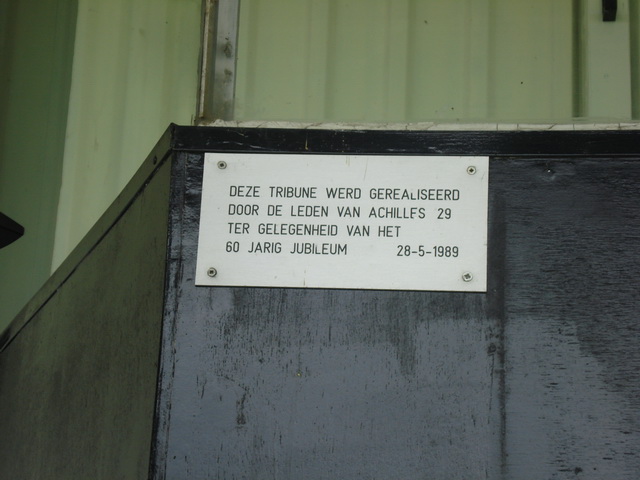 DEZE TRIBUNE WERD GEREALISEERD
DOOR DE LEDEN VAN ACHILLES 29
TER GELEGENHEID VAN HET
60 JARIG JUBILEUM 28-5-1989